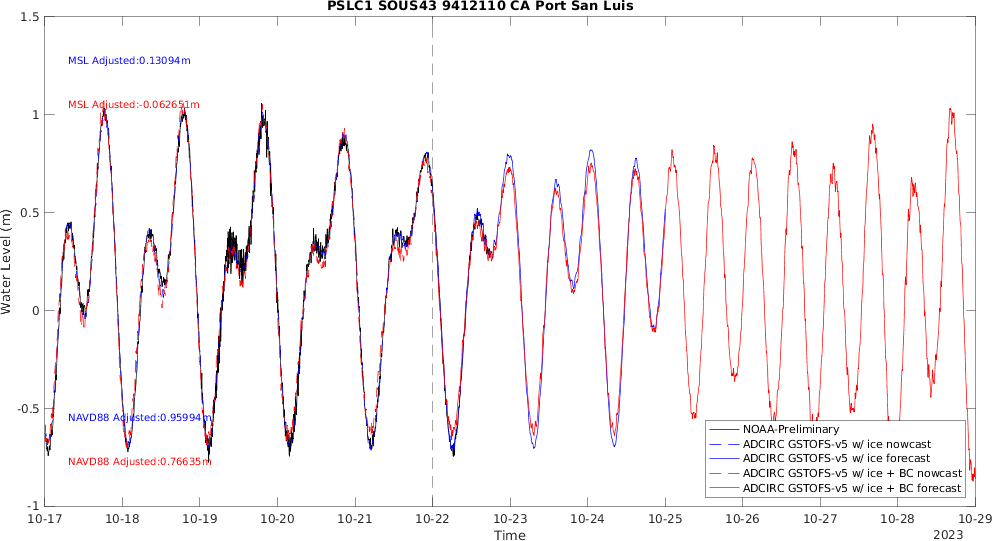 PSLC1 SOUS43 9412110 CA Port San Luis
1.5
1
0.5
0
-0.5
-1
Water Level (m)
MSL Adjusted:0.13094m
MSL Adjusted:-0.062651m
NAVD88 Adjusted:0.95994m
NAVD88 Adjusted:0.76635m
NOAA-Preliminary
ADCIRC GSTOFS-v5 w/ ice nowcast
ADCIRC GSTOFS-v5 w/ ice forecast
ADCIRC GSTOFS-v5 w/ ice + BC nowcast
ADCIRC GSTOFS-v5 w/ ice + BC forecast
10-17 10-18 10-19 10-20 10-21 10-22 10-23 10-24 10-25 10-26 10-27 10-28 10-29
Time
2023